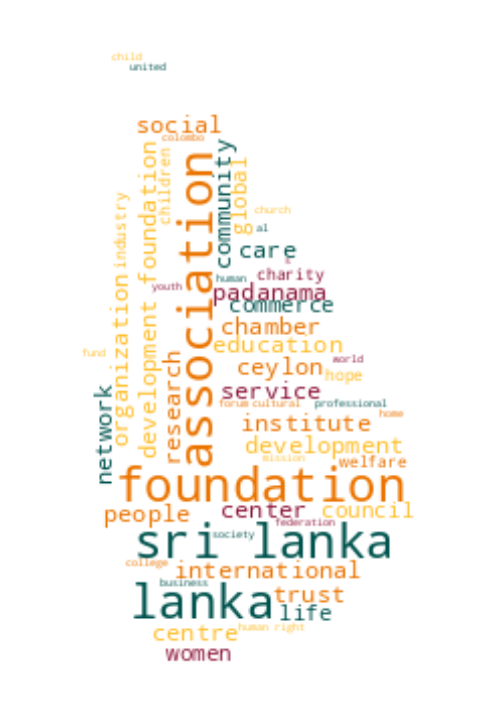 child
united
social
colombo
children
development foundation
industry
organization
association
community
global
church
al
care
human
charity
youth
padanama
commerce
chamber
education
fund
world
research
ceylon
hope
network
service
forum
cultural
professional
home
institute
development
mission
welfare
foundation
people
center
council
federation
sri lanka
society
college
international
business
trust
lanka
life
centre
human right
women